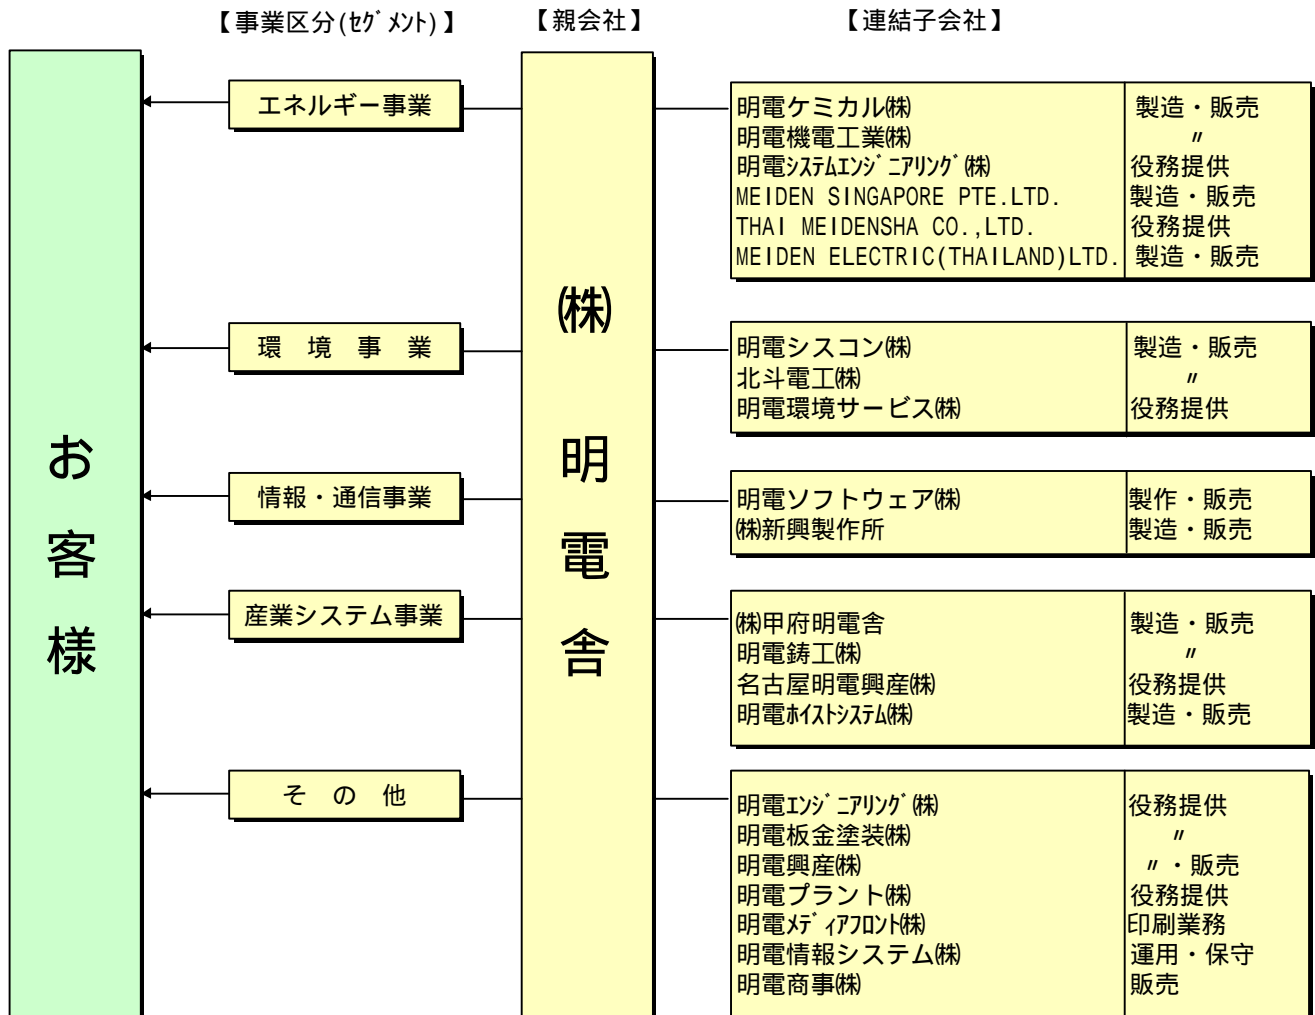 【事業区分(ｾｸﾞﾒﾝﾄ)】 【親会社】 【連結子会社】
お客様
㈱明電舎
エネルギー事業
明電ケミカル㈱ 製造・販売
明電機電工業㈱ 〃
明電ｼｽﾃﾑｴﾝｼﾞﾆｱﾘﾝｸﾞ㈱ 役務提供
MEIDEN SINGAPORE PTE.LTD. 製造・販売
THAI MEIDENSHA CO.,LTD. 役務提供
MEIDEN ELECTRIC(THAILAND)LTD. 製造・販売
環境事業
明電シスコン㈱ 製造・販売
北斗電工㈱ 〃
明電環境サービス㈱ 役務提供
情報・通信事業
明電ソフトウェア㈱ 製作・販売
㈱新興製作所 製造・販売
産業システム事業
㈱甲府明電舎 製造・販売
明電鋳工㈱ 〃
名古屋明電興産㈱ 役務提供
明電ﾎｲｽﾄｼｽﾃﾑ㈱ 製造・販売
その他
明電ｴﾝｼﾞﾆｱﾘﾝｸﾞ㈱ 役務提供
明電板金塗装㈱ 〃
明電興産㈱ 〃・販売
明電プラント㈱ 役務提供
明電ﾒﾃﾞｨｱﾌﾛﾝﾄ㈱ 印刷業務
明電情報システム㈱ 運用・保守
明電商事㈱ 販売